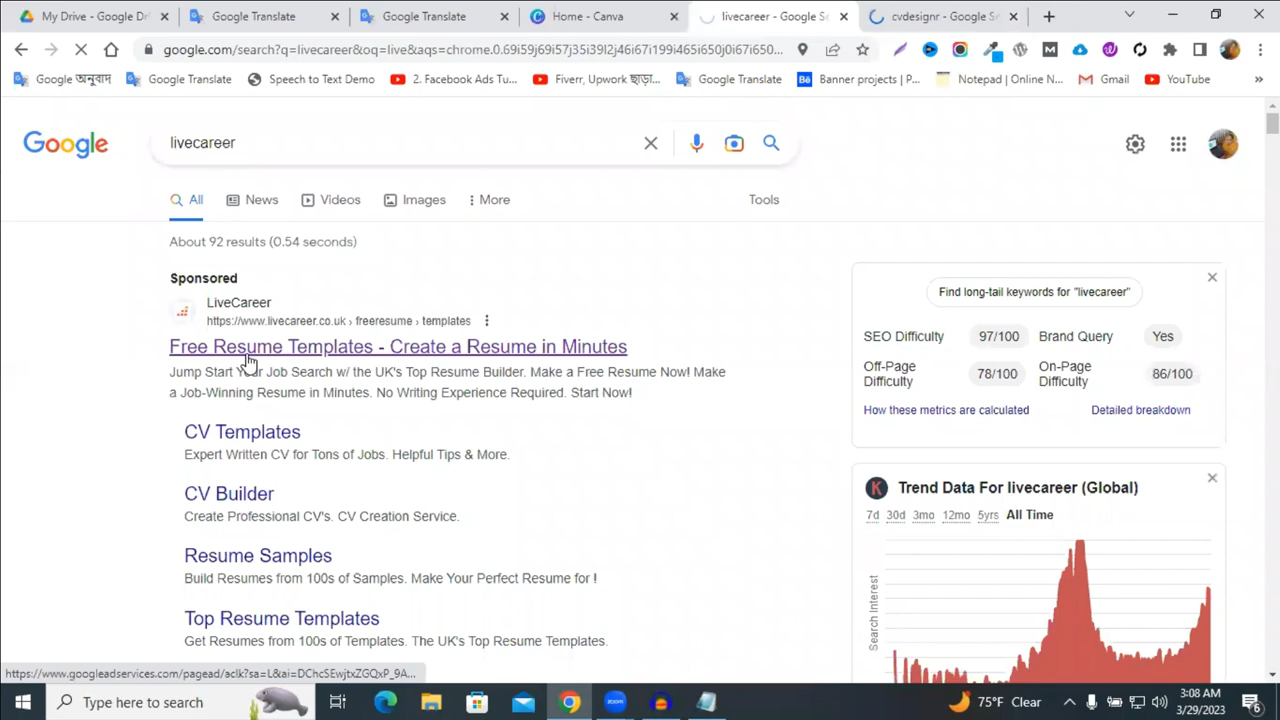 My Drive - Google Dr
Google Translate
Google Translate
Home - Canva
livecareer - Google Se
cvdesignr - Google Se
google.com/search?q=livecareer&oq=live&aqs=chrome.0.69i59j69i57j35i39l2j46i67i199i465i650j0i67i650...
Google অনুবাদ
Google Translate
Speech to Text Demo
2. Facebook Ads Tu...
Fiverr, Upwork ছাড়া...
Google Translate
Banner projects | P...
Notepad | Online N...
Gmail
YouTube
»
Google
livecareer
All
News
Videos
Images
More
Tools
About 92 results (0.54 seconds)
Sponsored
LiveCareer
https://www.livecareer.co.uk › freeresume › templates
Free Resume Templates - Create a Resume in Minutes
Jump Start Your Job Search w/ the UK's Top Resume Builder. Make a Free Resume Now! Make
a Job-Winning Resume in Minutes. No Writing Experience Required. Start Now!
CV Templates
Expert Written CV for Tons of Jobs. Helpful Tips & More.
CV Builder
Create Professional CV's. CV Creation Service.
Resume Samples
Build Resumes from 100s of Samples. Make Your Perfect Resume for !
Top Resume Templates
Get Resumes from 100s of Templates. The UK's Top Resume Templates.
Find long-tail keywords for "livecareer"
SEO Difficulty 97/100 Brand Query Yes
Off-Page Difficulty 78/100 On-Page Difficulty 86/100
How these metrics are calculated
Detailed breakdown
K
Trend Data For livecareer (Global)
7d 30d 3mo 12mo 5yrs All Time
Search Interest
https://www.googleadservices.com/pagead/aclk?sa=L&ai=DChcSEwjtxZGQxP_9A...
Type here to search
zoom
75°F Clear
3:08 AM
3/29/2023
6